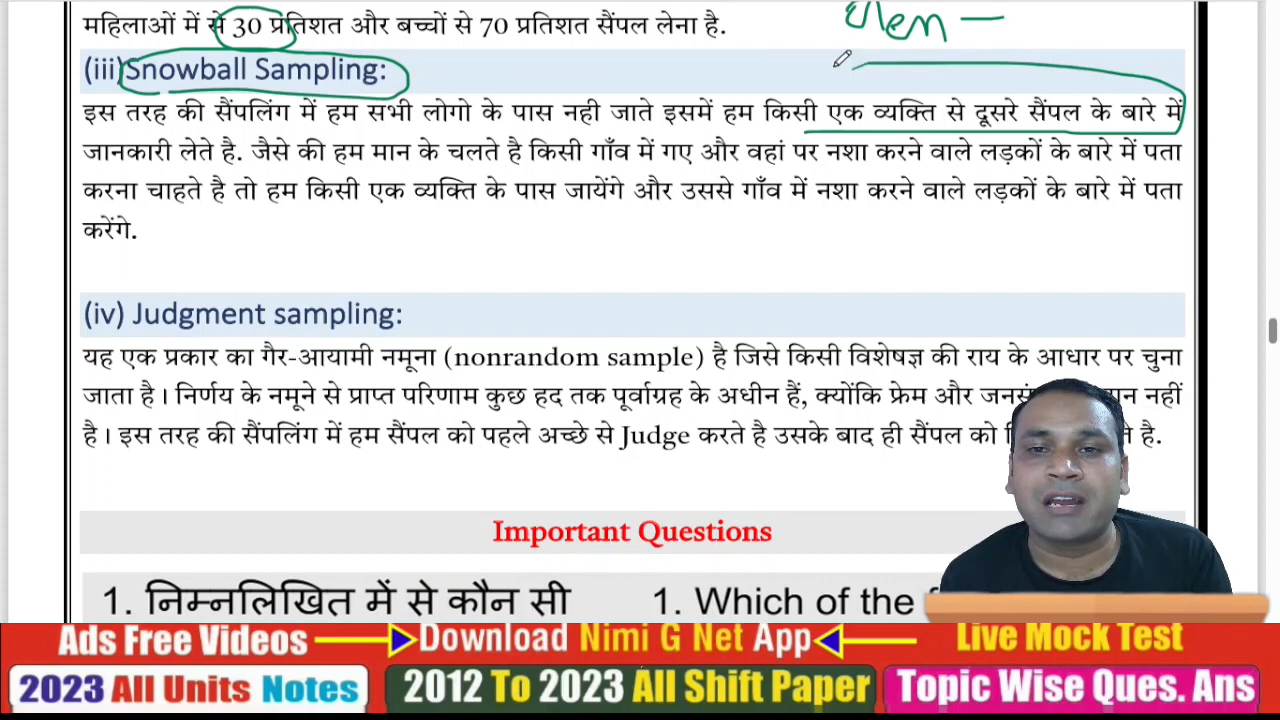 महिलाओं में से 30 प्रतिशत और बच्चों से 70 प्रतिशत सैंपल लेना है.
(iii)Snowball Sampling:
इस तरह की सैंपलिंग में हम सभी लोगो के पास नही जाते इसमें हम किसी एक व्यक्ति से दूसरे सैंपल के बारे में
जानकारी लेते है. जैसे की हम मान के चलते है किसी गाँव में गए और वहां पर नशा करने वाले लड़कों के बारे में पता
करना चाहते है तो हम किसी एक व्यक्ति के पास जायेंगे और उससे गाँव में नशा करने वाले लड़कों के बारे में पता
करेंगे.
(iv) Judgment sampling:
यह एक प्रकार का गैर-आयामी नमूना (nonrandom sample) है जिसे किसी विशेषज्ञ की राय के आधार पर चुना
जाता है। निर्णय के नमूने से प्राप्त परिणाम कुछ हद तक पूर्वाग्रह के अधीन हैं, क्योंकि फ्रेम और नहीं
है। इस तरह की सैंपलिंग में हम सैंपल को पहले अच्छे से Judge करते है उसके बाद ही सैंपल को है.
Important Questions
1. निम्नलिखित में से कौन सी
1. Which of the
Ads Free Videos Download Nimi G Net App Live Mock Test
2023 All Units Notes 2012 To 2023 All Shift Paper Topic Wise Ques. Ans